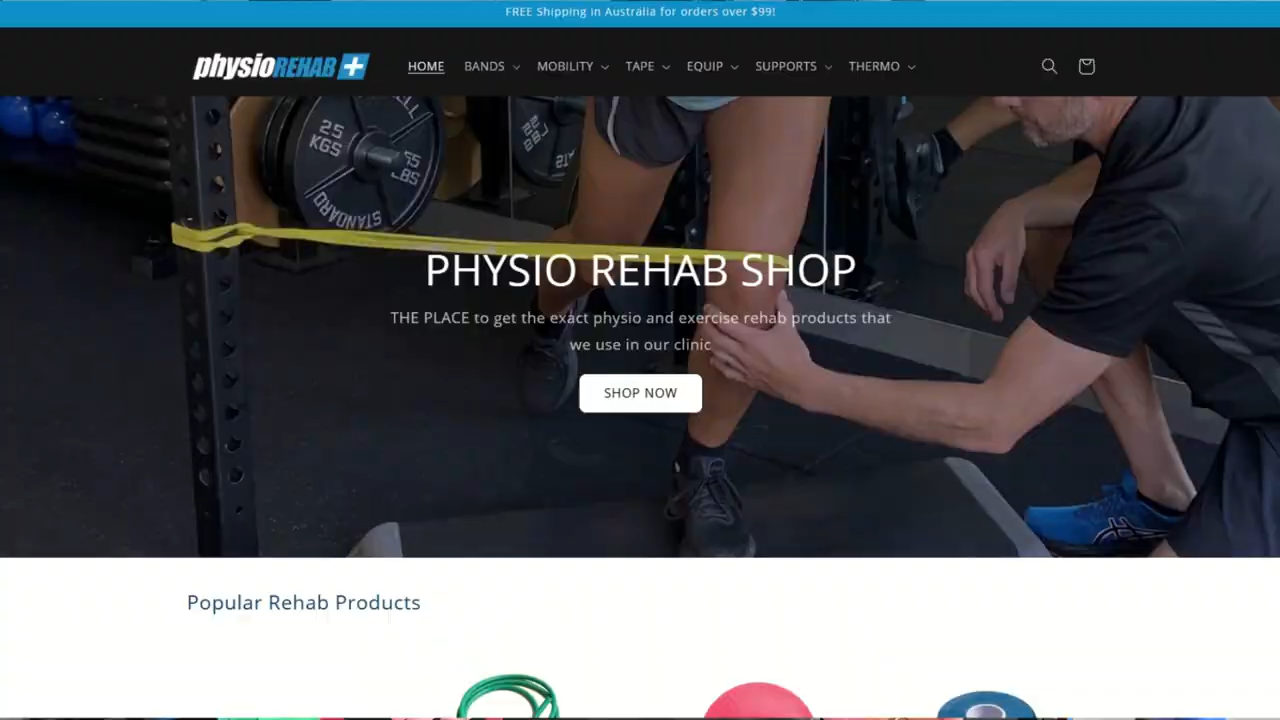 FREE Shipping in Australia for orders over $99!
physioREHAB
HOME
BANDS
MOBILITY
TAPE
EQUIP
SUPPORTS
THERMO
25
KGS
55
LBS
STANDARD
PHYSIO REHAB SHOP
THE PLACE to get the exact physio and exercise rehab products that
we use in our clinic
SHOP NOW
Popular Rehab Products